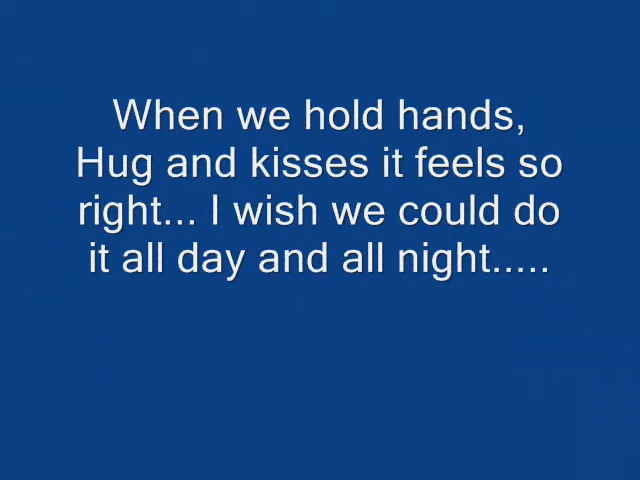 When we hold hands,
Hug and kisses it feels so
right... I wish we could do
it all day and all night.....